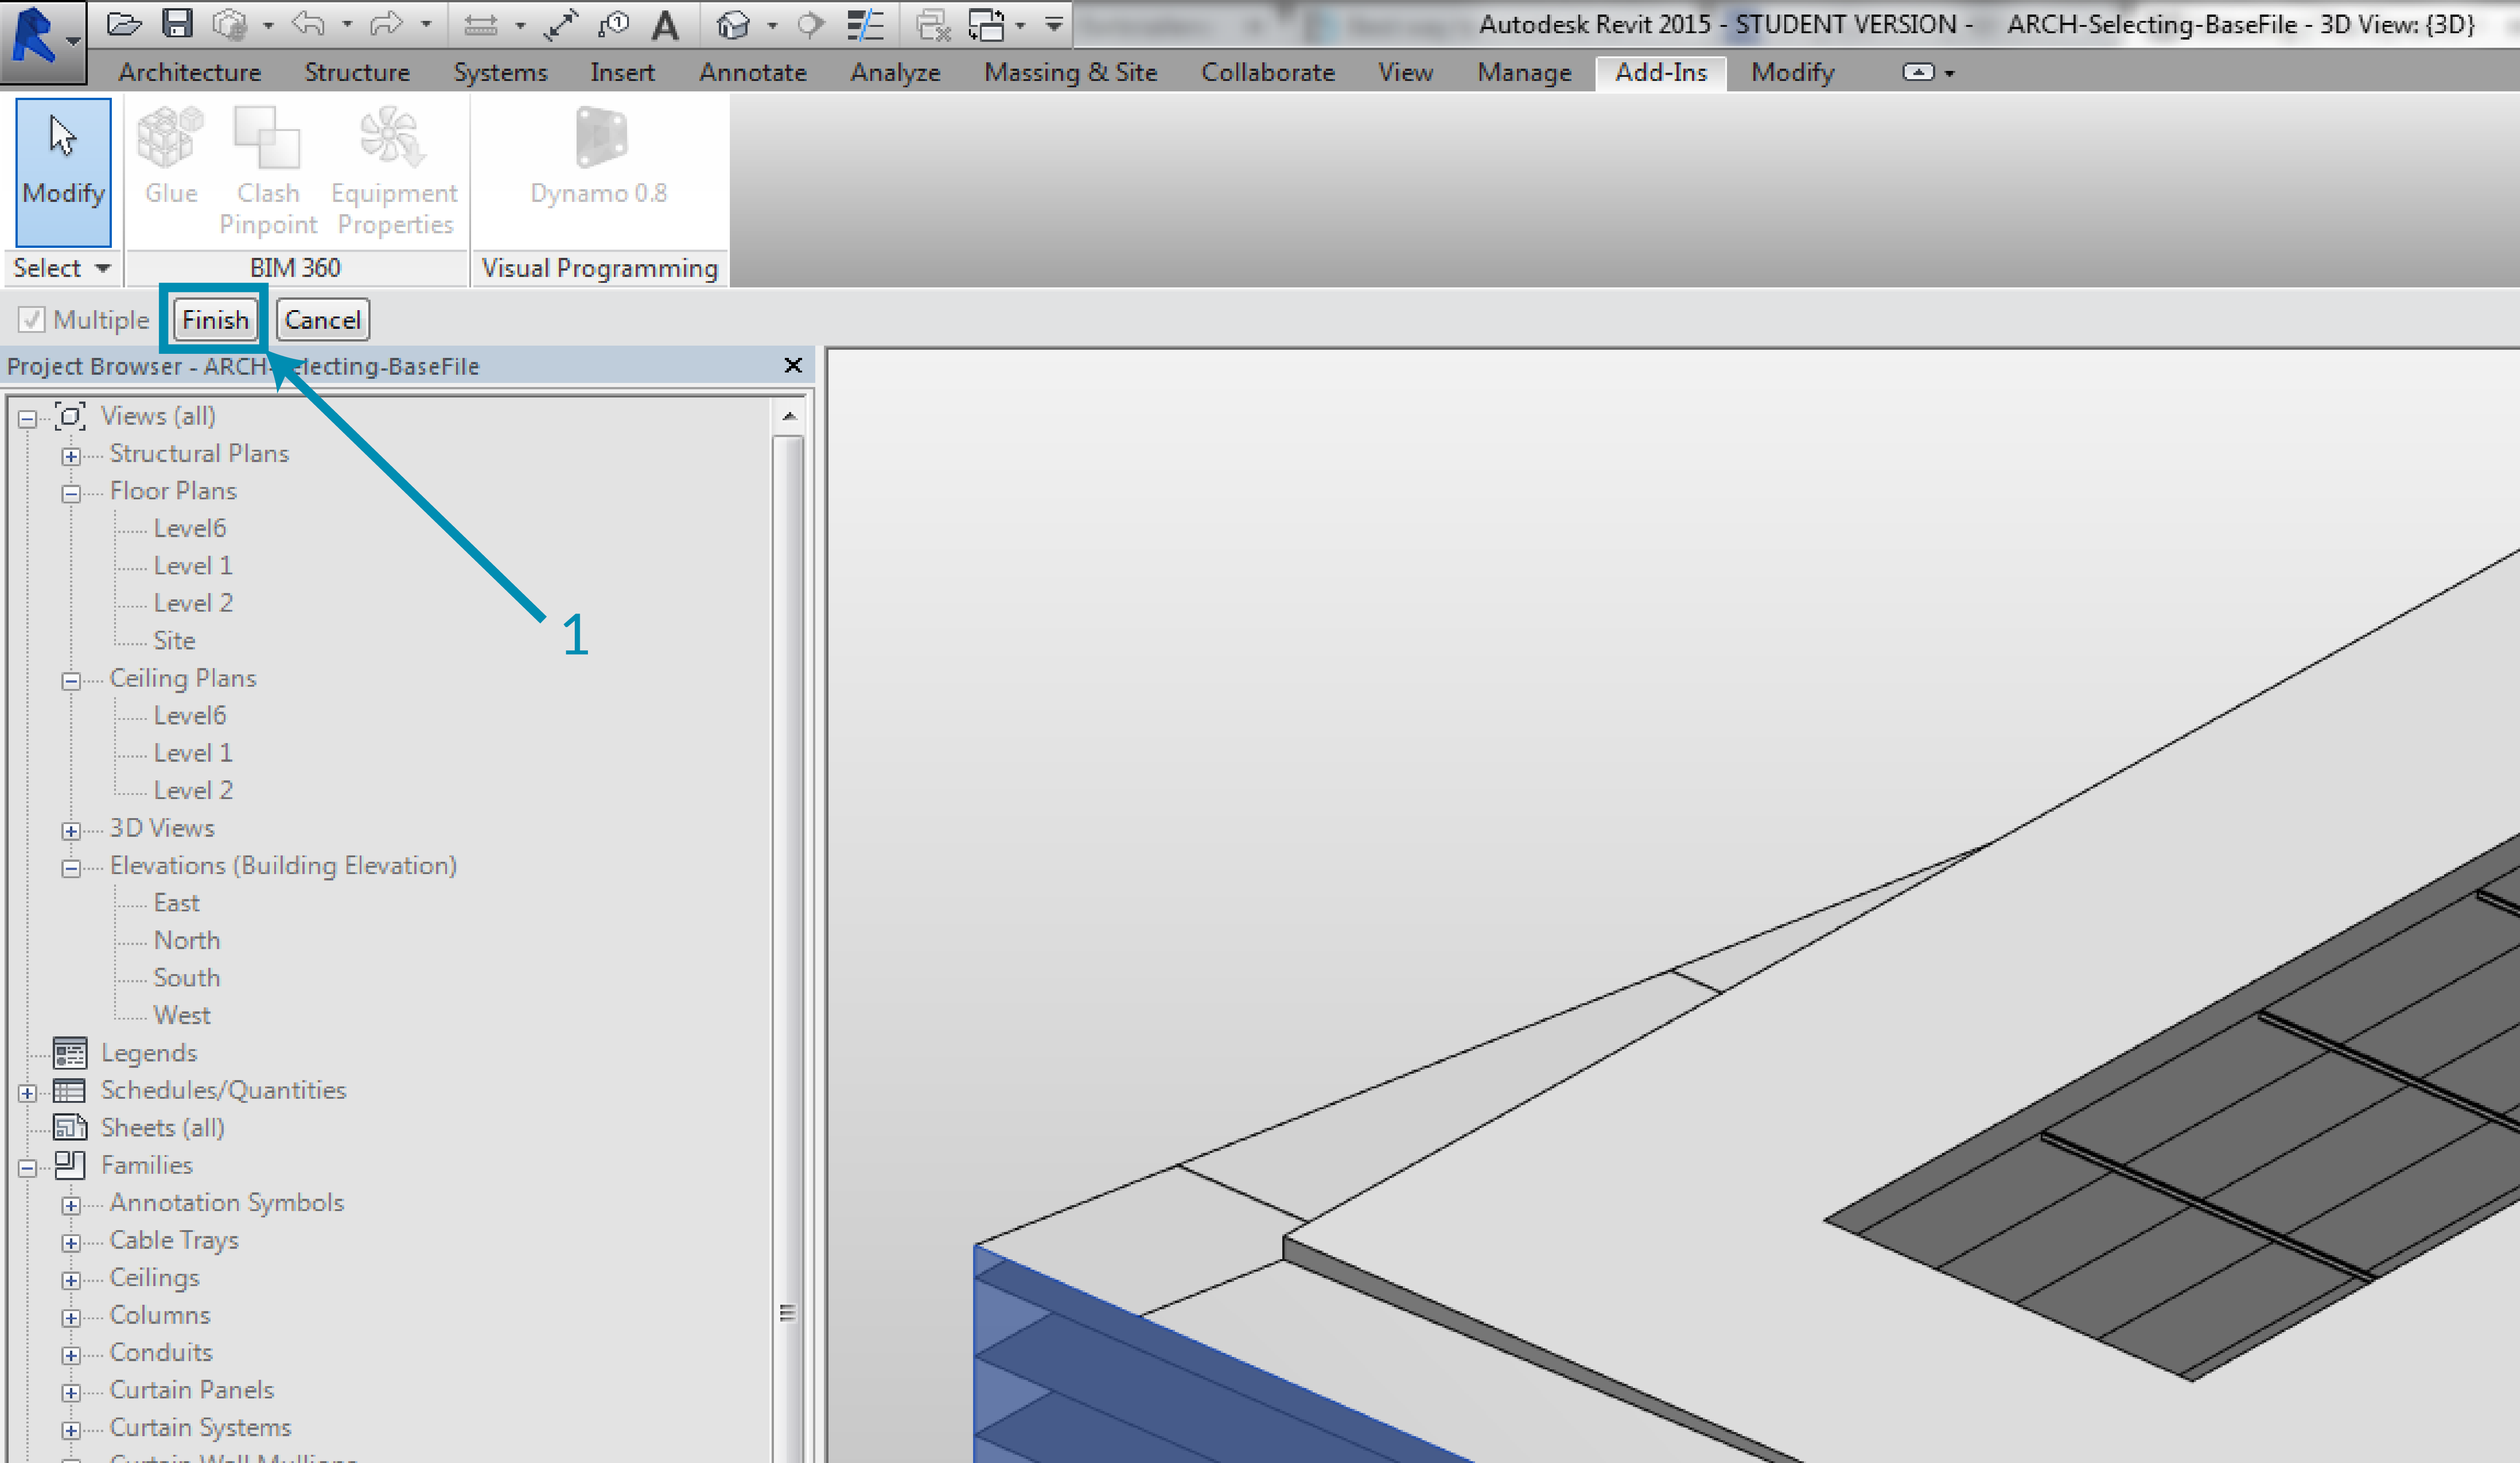 Autodesk Revit 2015 - STUDENT VERSION - ARCH-Selecting-BaseFile - 3D View: {3D}
Architecture Structure Systems Insert Annotate Analyze Massing & Site Collaborate View Manage Add-Ins Modify
Modify
Glue
Clash
Pinpoint
Equipment
Properties
Dynamo 0.8
Select
BIM 360
Visual Programming
Multiple Finish Cancel
Project Browser - ARCH-Selecting-BaseFile
1
Views (all)
Structural Plans
Floor Plans
Level6
Level 1
Level 2
Site
Ceiling Plans
Level6
Level 1
Level 2
3D Views
Elevations (Building Elevation)
East
North
South
West
Legends
Schedules/Quantities
Sheets (all)
Families
Annotation Symbols
Cable Trays
Ceilings
Columns
Conduits
Curtain Panels
Curtain Systems
Curtain Wall Mullions